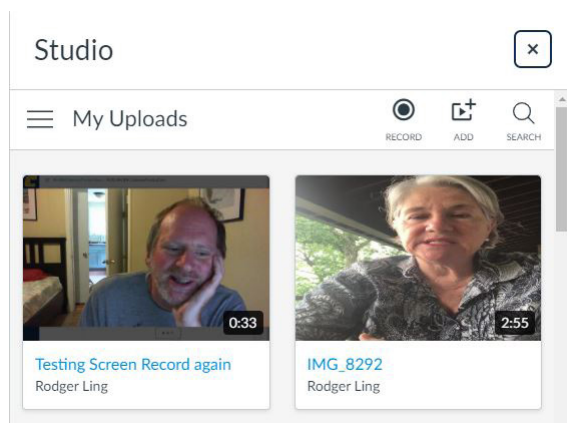 Studio
×
My Uploads
RECORD
ADD
SEARCH
0:33
2:55
Testing Screen Record again
Rodger Ling
IMG_8292
Rodger Ling